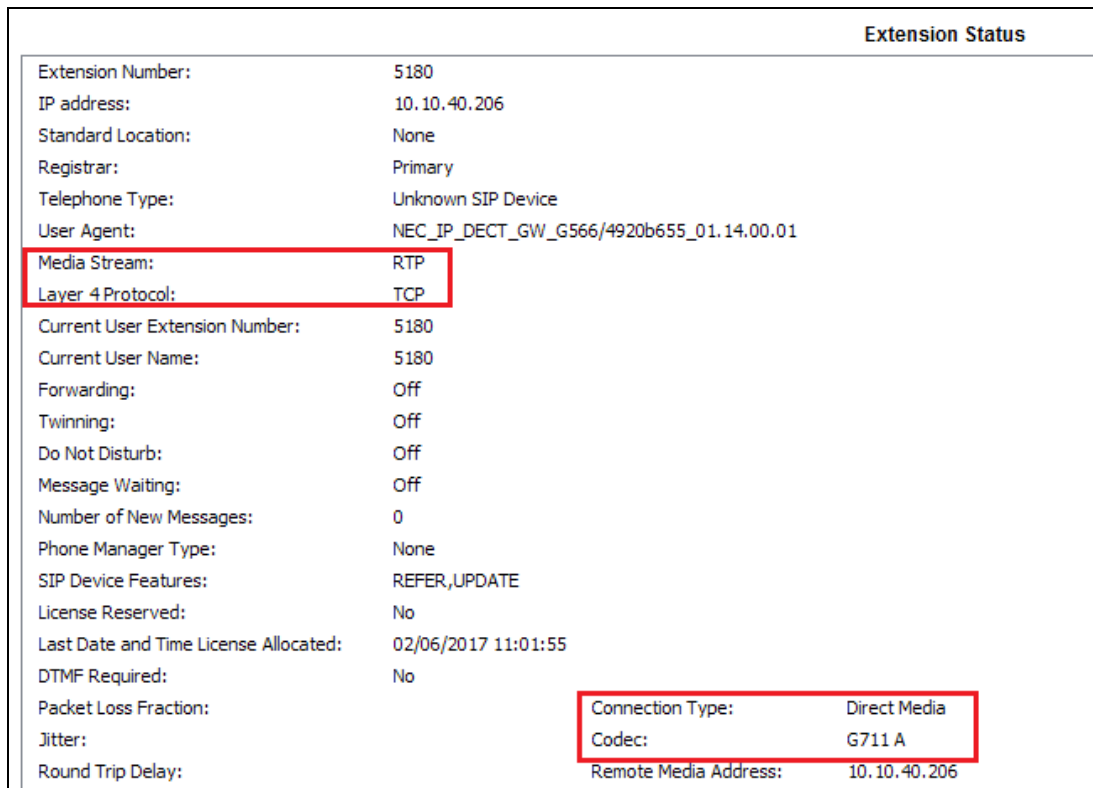 Extension Status
Extension Number: 5180
IP address: 10.10.40.206
Standard Location: None
Registrar: Primary
Telephone Type: Unknown SIP Device
User Agent: NEC_IP_DECT_GW_G566/4920b655_01.14.00.01
Media Stream: RTP
Layer 4 Protocol: TCP
Current User Extension Number: 5180
Current User Name: 5180
Forwarding: Off
Twinning: Off
Do Not Disturb: Off
Message Waiting: Off
Number of New Messages: 0
Phone Manager Type: None
SIP Device Features: REFER,UPDATE
License Reserved: No
Last Date and Time License Allocated: 02/06/2017 11:01:55
DTMF Required: No
Packet Loss Fraction: Connection Type: Direct Media
Jitter: Codec: G711 A
Round Trip Delay: Remote Media Address: 10.10.40.206